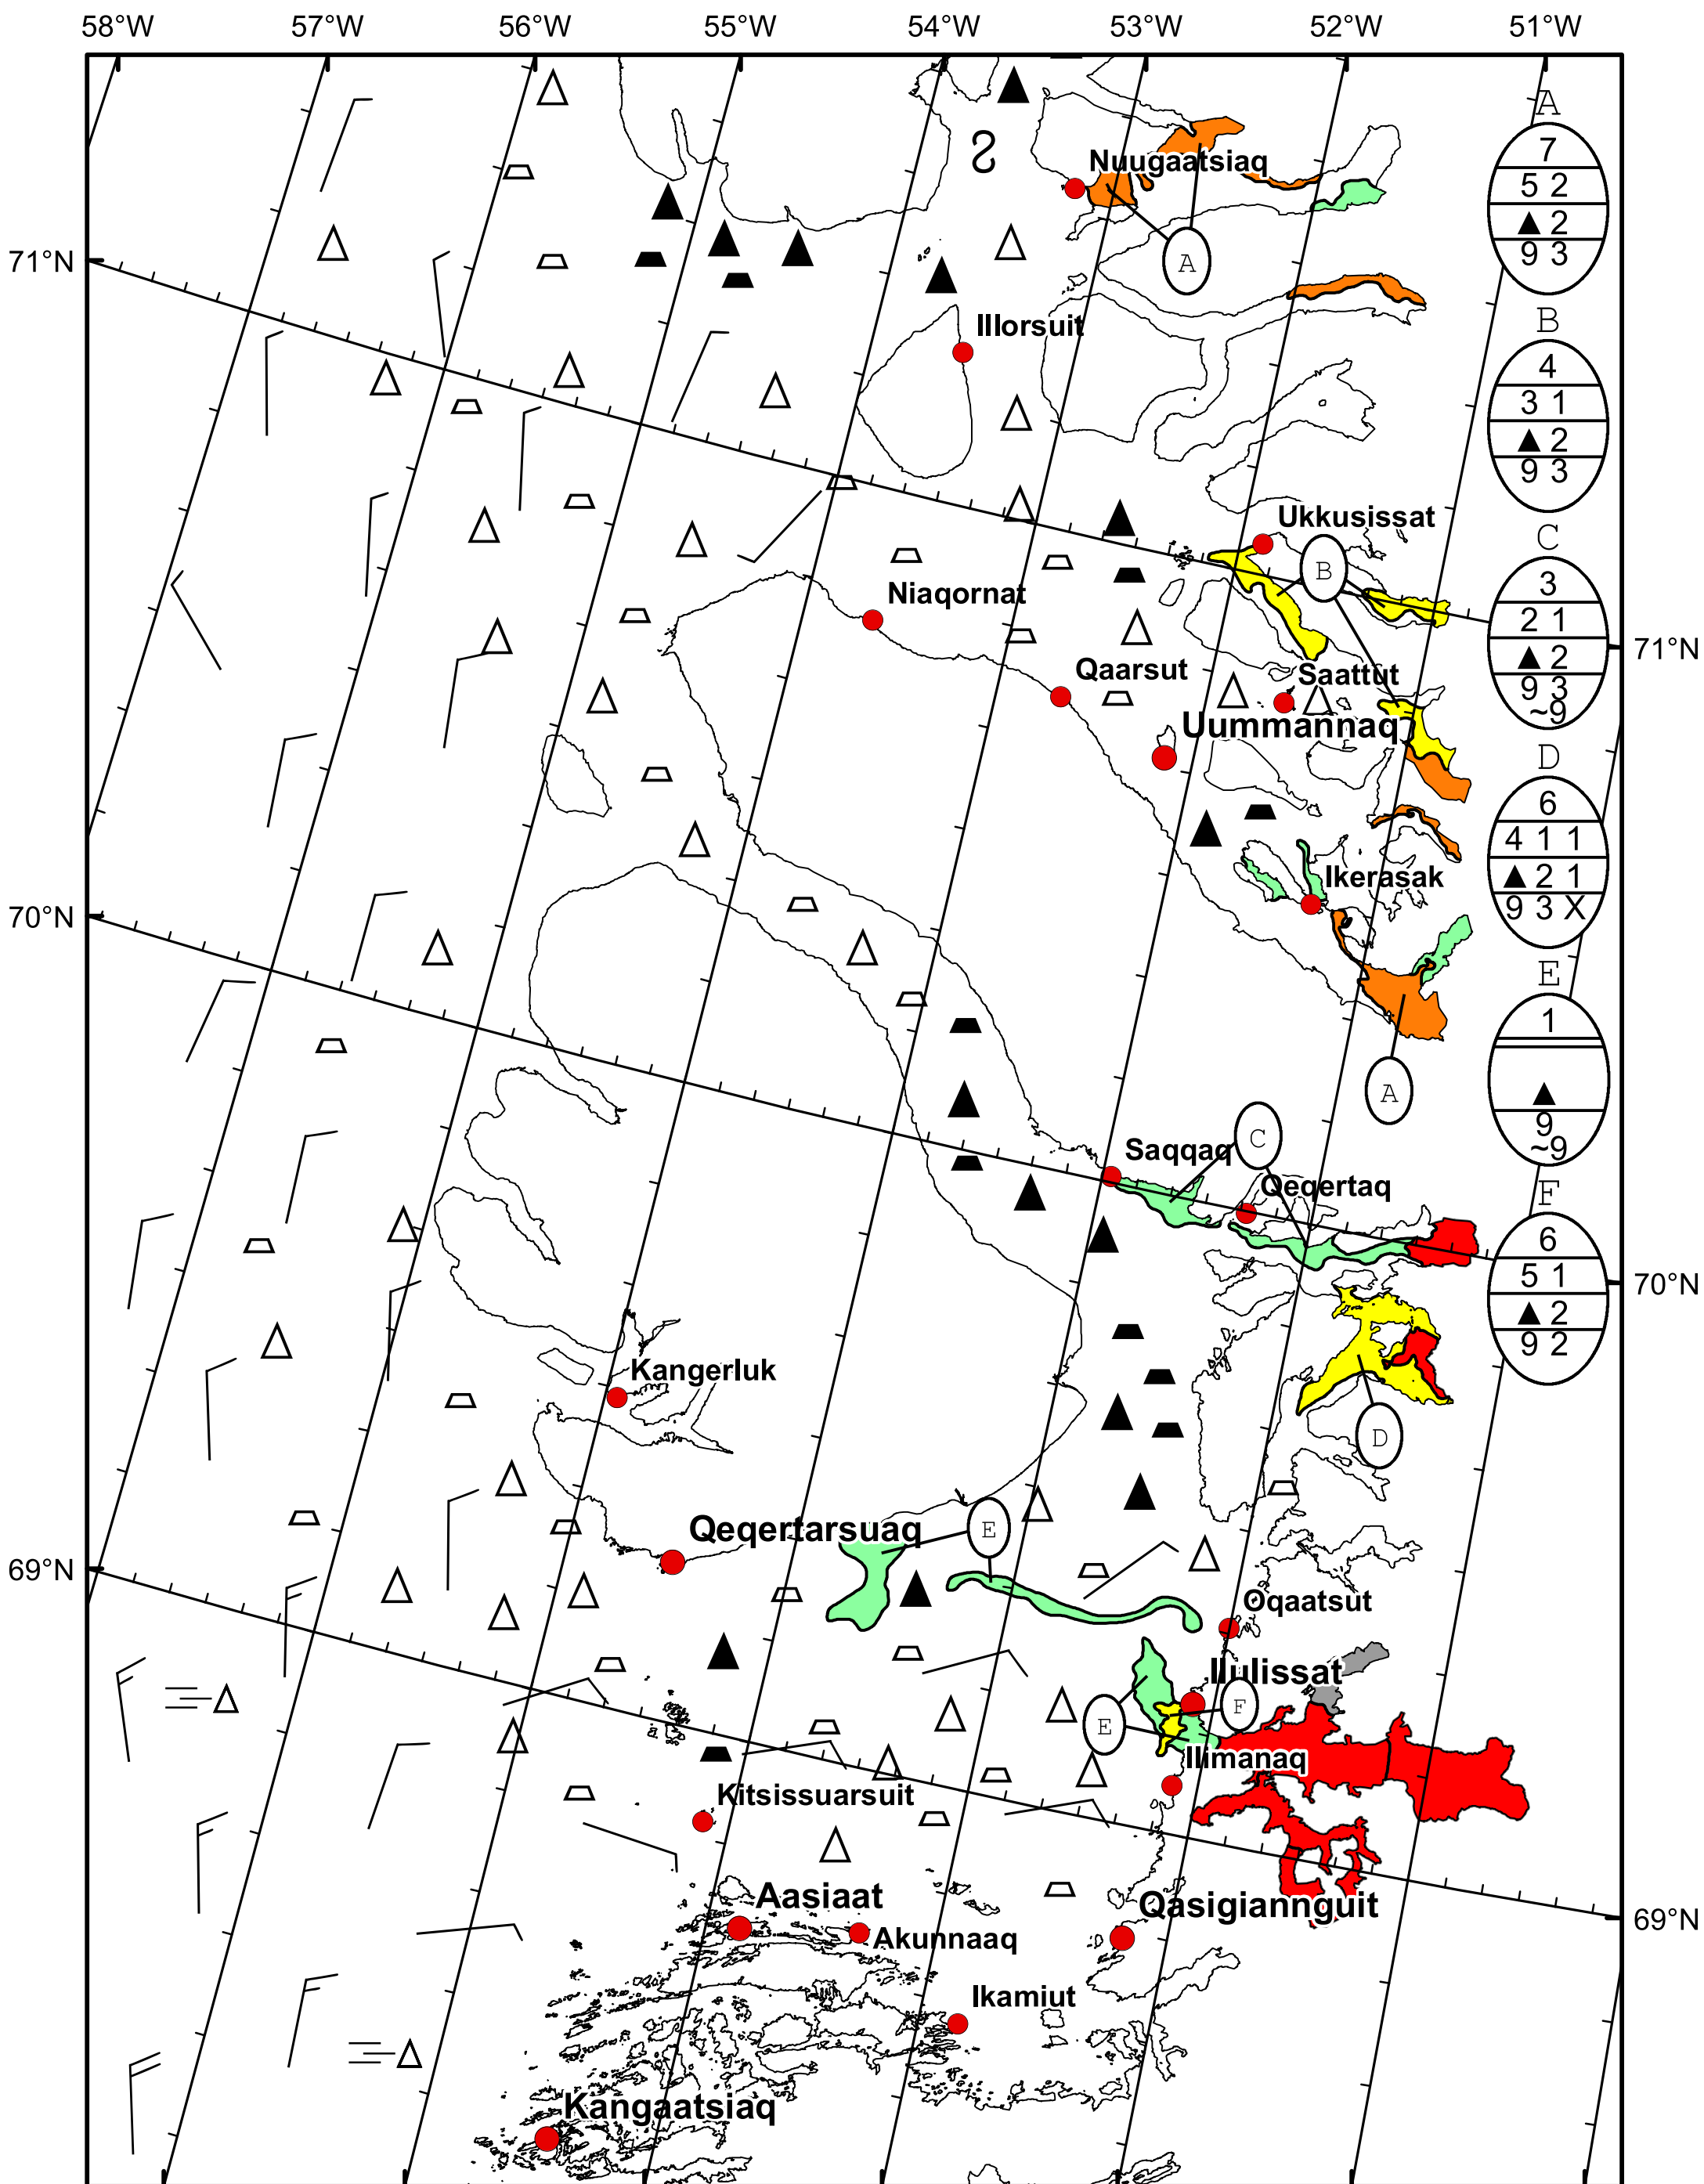 58°W 57°W 56°W 55°W 54°W 53°W 52°W 51°W
A
7
5 2
▲ 2
9 3
Nuugaatsiaq
A
71°N
B
4
3 1
▲ 2
9 3
Illorsuit
Ukkusissat
B
C
3
2 1
▲ 2
9 3
~9
Niaqornat
71°N
Qaarsut
Saattut
Uummannaq
D
6
4 1 1
▲ 2 1
9 3 X
Ikerasak
70°N
E
1
▲
9
~9
A
C
Saqqaq
Qeqertaq
F
6
5 1
▲ 2
9 2
70°N
Kangerluk
D
Qeqertarsuaq
E
69°N
Oqaatsut
Ilulissat
F
E
Ilimanaq
Kitsissuarsuit
Aasiaat
Qasigiannguit
69°N
Akunnaaq
Ikamiut
Kangaatsiaq